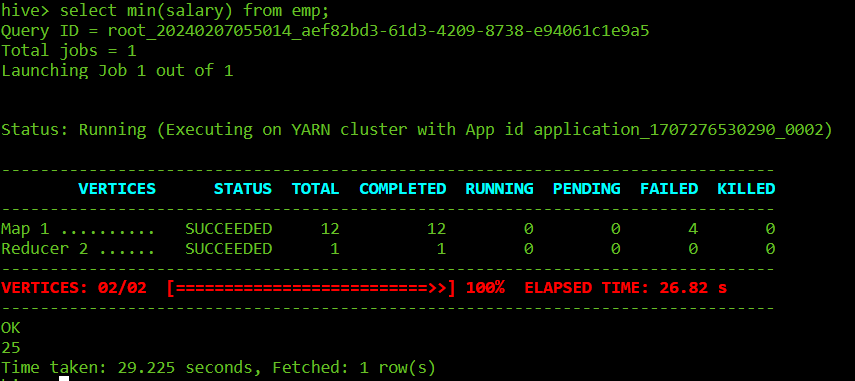 hive> select min(salary) from emp;
Query ID = root_20240207055014_aef82bd3-61d3-4209-8738-e94061c1e9a5
Total jobs = 1
Launching Job 1 out of 1
Status: Running (Executing on YARN cluster with App id application_1707276530290_0002)
--------------------------------------------------------------------------------
VERTICES STATUS TOTAL COMPLETED RUNNING PENDING FAILED KILLED
--------------------------------------------------------------------------------
Map 1 .......... SUCCEEDED 12 12 0 0 4 0
Reducer 2 ...... SUCCEEDED 1 1 0 0 0 0
--------------------------------------------------------------------------------
VERTICES: 02/02 [==========================>>] 100% ELAPSED TIME: 26.82 s
--------------------------------------------------------------------------------
OK
25
Time taken: 29.225 seconds, Fetched: 1 row(s)